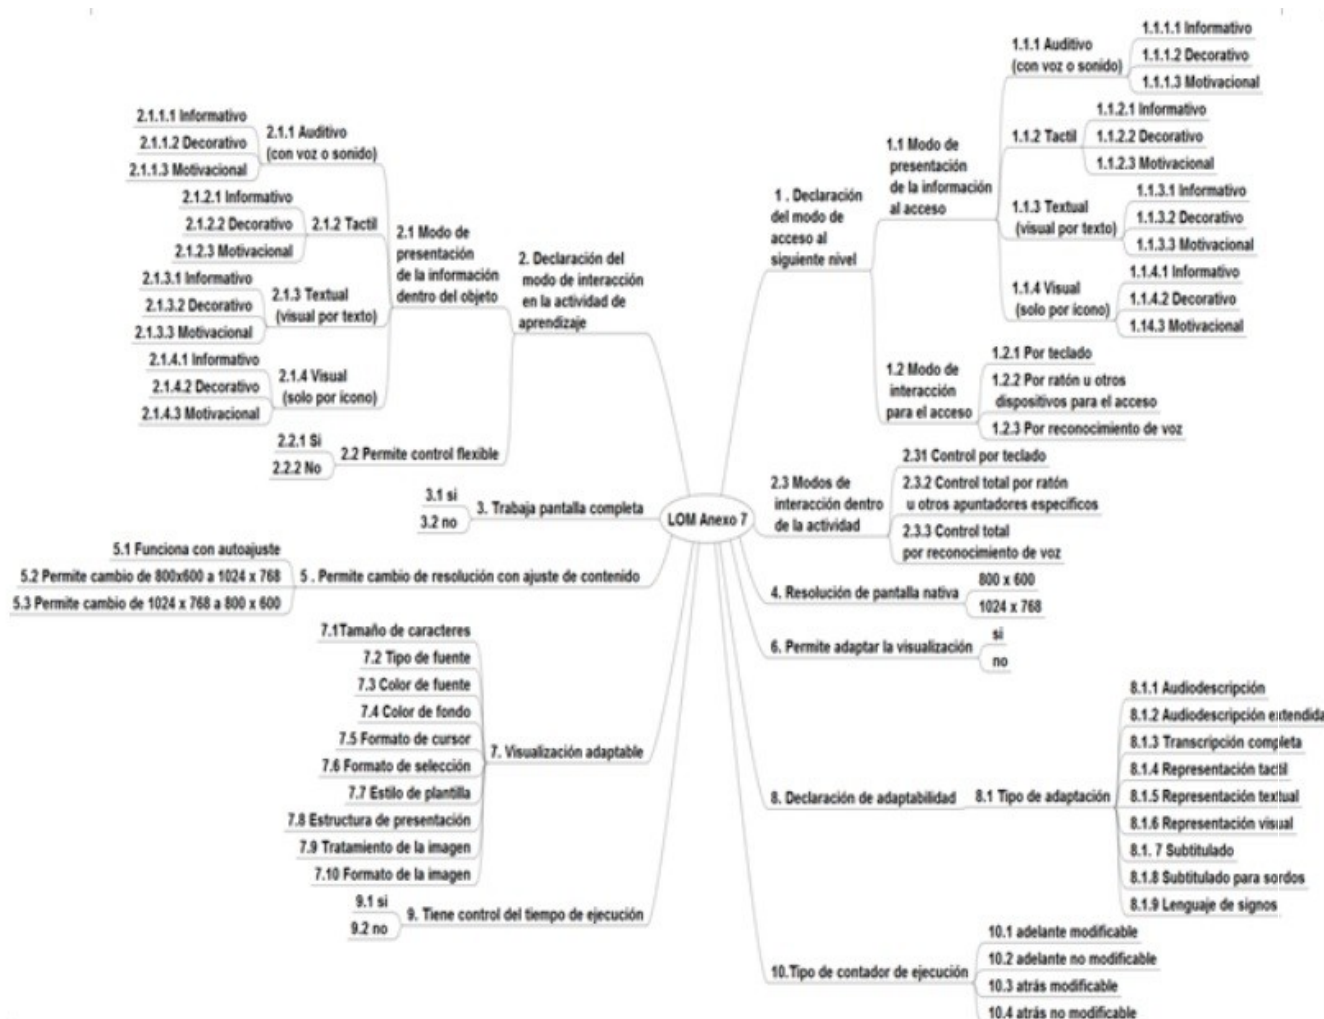 LOM Anexo 7
1 . Declaración
del modo de
acceso al
siguiente nivel
1.1 Modo de
presentación
de la información
al acceso
1.1.1 Auditivo
(con voz o sonido)
1.1.1.1 Informativo
1.1.1.2 Decorativo
1.1.1.3 Motivacional
1.1.2 Tactil
1.1.2.1 Informativo
1.1.2.2 Decorativo
1.1.2.3 Motivacional
1.1.3 Textual
(visual por texto)
1.1.3.1 Informativo
1.1.3.2 Decorativo
1.1.3.3 Motivacional
1.1.4 Visual
(solo por icono)
1.1.4.1 Informativo
1.1.4.2 Decorativo
1.14.3 Motivacional
1.2 Modo de
interacción
para el acceso
1.2.1 Por teclado
1.2.2 Por ratón u otros
dispositivos para el acceso
1.2.3 Por reconocimiento de voz
2. Declaración del
modo de interacción
en la actividad de
aprendizaje
2.1 Modo de
presentación
de la información
dentro del objeto
2.1.1 Auditivo
(con voz o sonido)
2.1.1.1 Informativo
2.1.1.2 Decorativo
2.1.1.3 Motivacional
2.1.2 Tactil
2.1.2.1 Informativo
2.1.2.2 Decorativo
2.1.2.3 Motivacional
2.1.3 Textual
(visual por texto)
2.1.3.1 Informativo
2.1.3.2 Decorativo
2.1.3.3 Motivacional
2.1.4 Visual
(solo por icono)
2.1.4.1 Informativo
2.1.4.2 Decorativo
2.1.4.3 Motivacional
2.2 Permite control flexible
2.2.1 Si
2.2.2 No
2.3 Modos de
interacción dentro
de la actividad
2.31 Control por teclado
2.3.2 Control total por ratón
u otros apuntadores específicos
2.3.3 Control total
por reconocimiento de voz
3. Trabaja pantalla completa
3.1 si
3.2 no
4. Resolución de pantalla nativa
800 x 600
1024 x 768
5 . Permite cambio de resolución con ajuste de contenido
5.1 Funciona con autoajuste
5.2 Permite cambio de 800x600 a 1024 x 768
5.3 Permite cambio de 1024 x 768 a 800 x 600
6. Permite adaptar la visualización
si
no
7. Visualización adaptable
7.1Tamaño de caracteres
7.2 Tipo de fuente
7.3 Color de fuente
7.4 Color de fondo
7.5 Formato de cursor
7.6 Formato de selección
7.7 Estilo de plantilla
7.8 Estructura de presentación
7.9 Tratamiento de la imagen
7.10 Formato de la imagen
8. Declaración de adaptabilidad
8.1 Tipo de adaptación
8.1.1 Audiodescripción
8.1.2 Audiodescripción extendida
8.1.3 Transcripción completa
8.1.4 Representación tactil
8.1.5 Representación textual
8.1.6 Representación visual
8.1. 7 Subtitulado
8.1.8 Subtitulado para sordos
8.1.9 Lenguaje de signos
9. Tiene control del tiempo de ejecución
9.1 si
9.2 no
10.Tipo de contador de ejecución
10.1 adelante modificable
10.2 adelante no modificable
10.3 atrás modificable
10.4 atrás no modificable